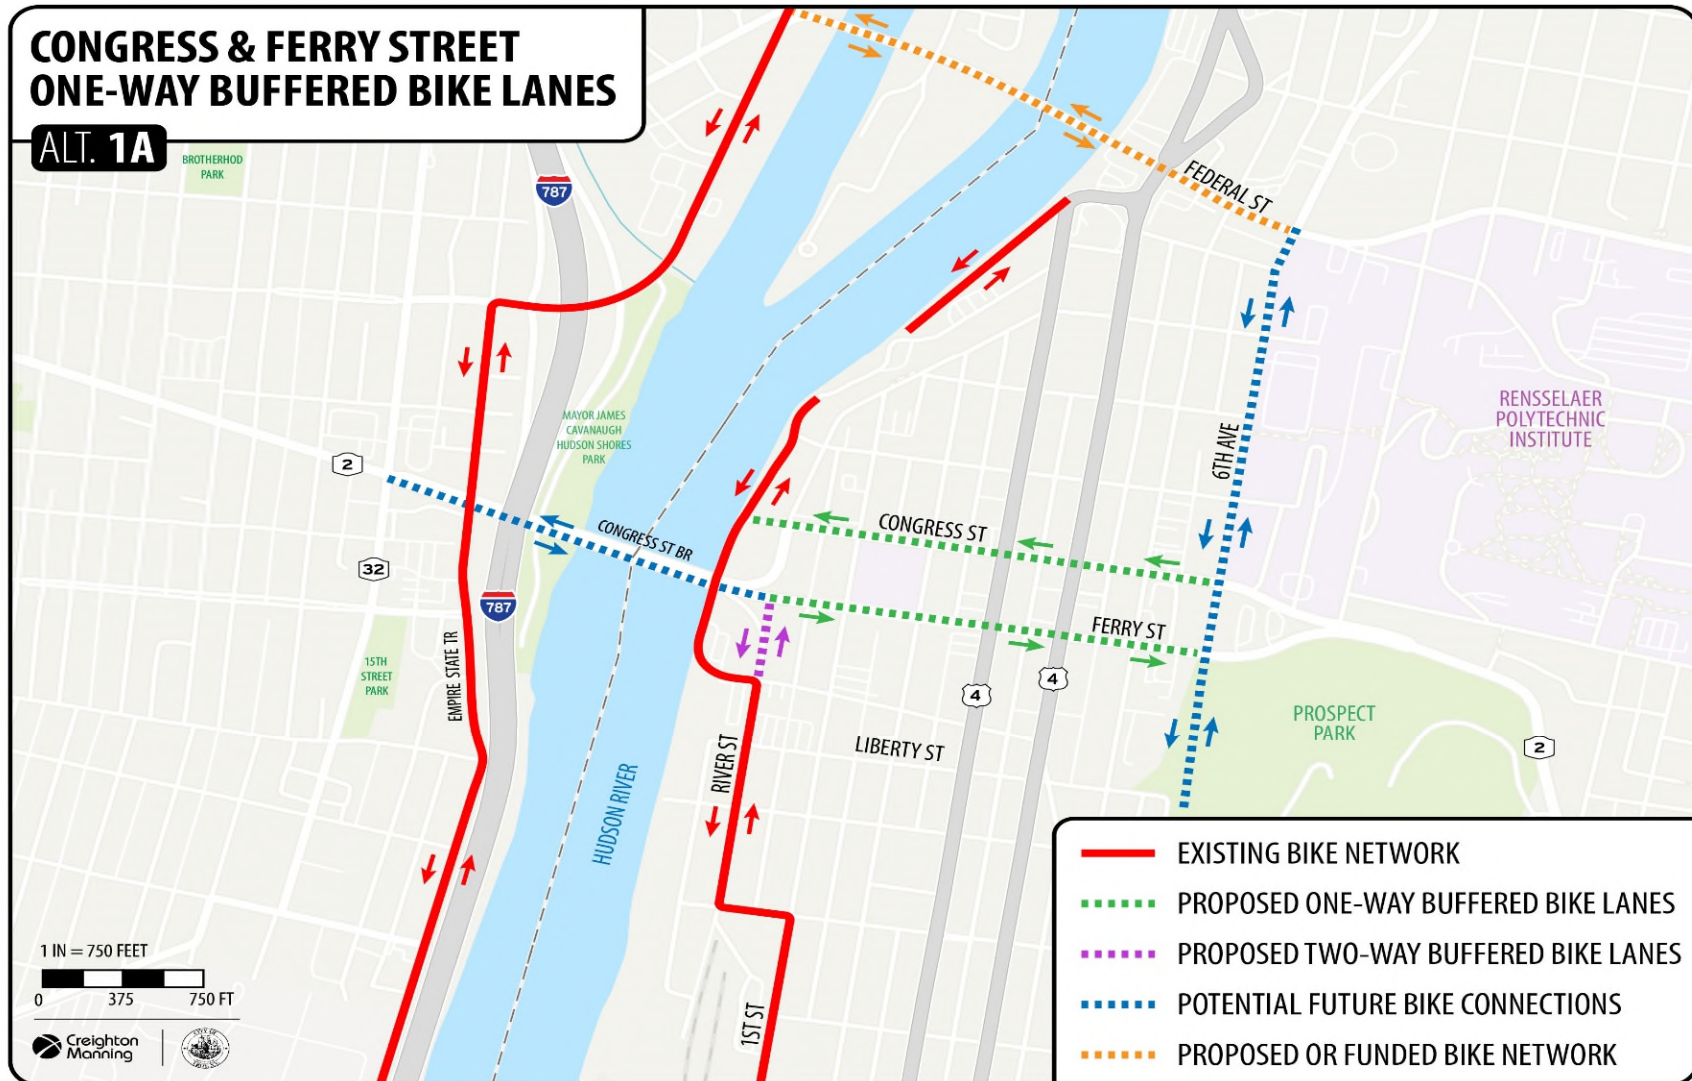 CONGRESS & FERRY STREET
ONE-WAY BUFFERED BIKE LANES
ALT. 1A
BROTHERHOD
PARK
787
FEDERAL ST
MAYOR JAMES
CAVANAUGH
HUDSON SHORES
PARK
RENSSELAER
POLYTECHNIC
INSTITUTE
6TH AVE
2
CONGRESS ST BR
CONGRESS ST
32
787
FERRY ST
15TH
STREET
PARK
EMPIRE STATE TR
4
4
PROSPECT
PARK
LIBERTY ST
RIVER ST
2
HUDSON RIVER
1ST ST
1 IN = 750 FEET
0 375 750 FT
Creighton
Manning
EXISTING BIKE NETWORK
PROPOSED ONE-WAY BUFFERED BIKE LANES
PROPOSED TWO-WAY BUFFERED BIKE LANES
POTENTIAL FUTURE BIKE CONNECTIONS
PROPOSED OR FUNDED BIKE NETWORK